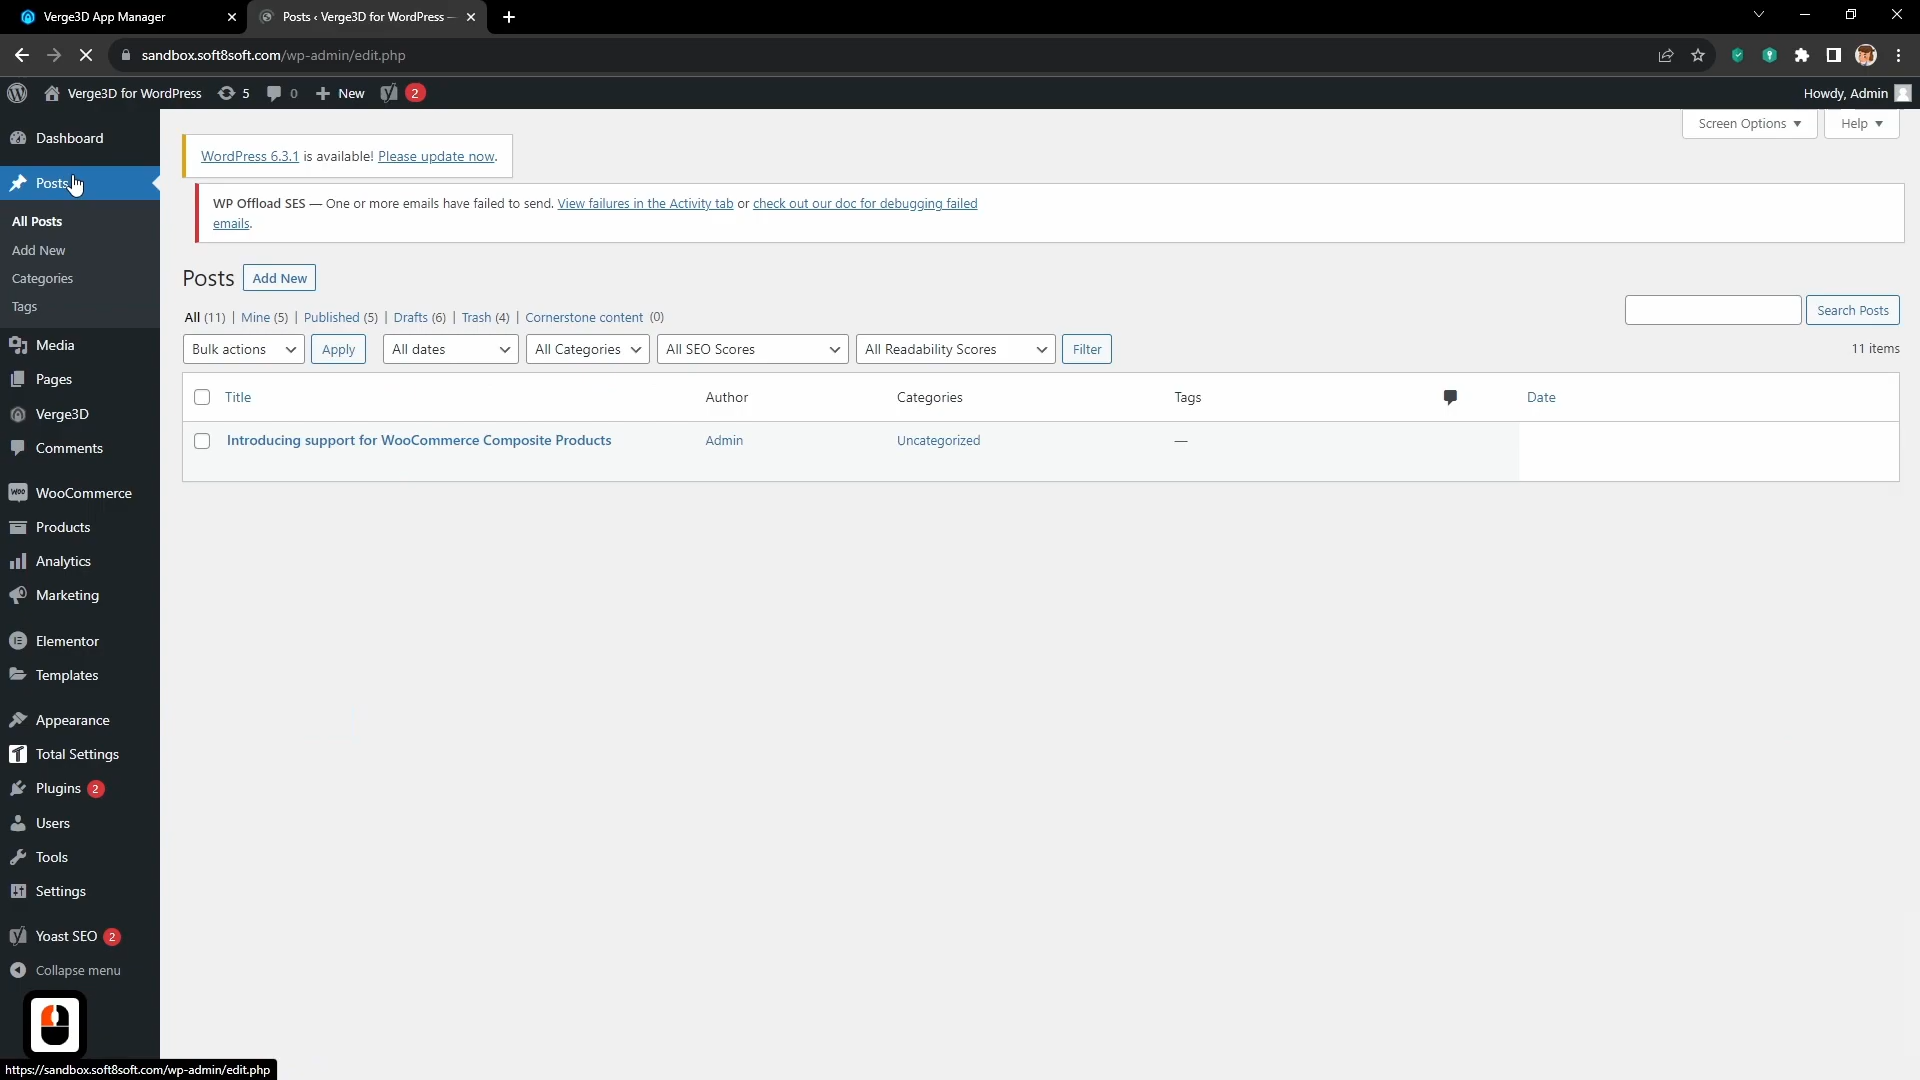 Verge3D App Manager
Posts ‹ Verge3D for WordPress —
sandbox.soft8soft.com/wp-admin/edit.php
Verge3D for WordPress 5 0 New 2
Howdy, Admin
Screen Options
Help
Dashboard
Posts
All Posts
Add New
Categories
Tags
Media
Pages
Verge3D
Comments
WooCommerce
Products
Analytics
Marketing
Elementor
Templates
Appearance
Total Settings
Plugins 2
Users
Tools
Settings
Yoast SEO 2
Collapse menu
WordPress 6.3.1 is available! Please update now.
WP Offload SES — One or more emails have failed to send. View failures in the Activity tab or check out our doc for debugging failed
emails.
Posts Add New
All (11) | Mine (5) | Published (5) | Drafts (6) | Trash (4) | Cornerstone content (0)
Search Posts
Bulk actions Apply All dates All Categories All SEO Scores All Readability Scores Filter
11 items
Title Author Categories Tags Date
Introducing support for WooCommerce Composite Products Admin Uncategorized —
https://sandbox.soft8soft.com/wp-admin/edit.php